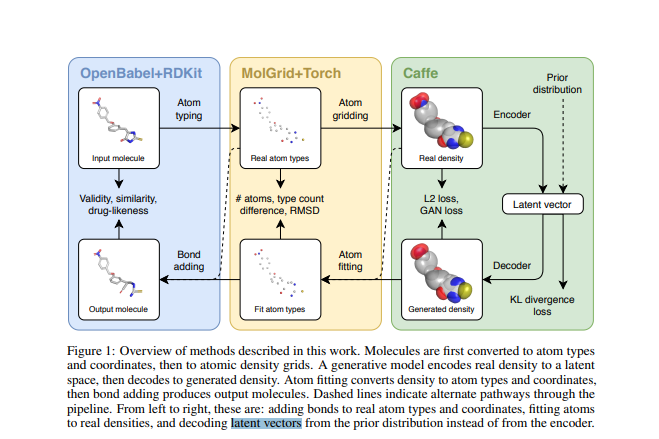 OpenBabel+RDKit
MolGrid+Torch
Caffe
Prior
distribution
Atom
typing
Atom
gridding
Encoder
Input molecule
Real atom types
Real density
Validity, similarity,
drug-likeness
# atoms, type count
difference, RMSD
L2 loss,
GAN loss
Latent vector
Bond
adding
Atom
fitting
Decoder
Output molecule
Fit atom types
Generated density
KL divergence
loss
Figure 1: Overview of methods described in this work. Molecules are first converted to atom types
and coordinates, then to atomic density grids. A generative model encodes real density to a latent
space, then decodes to generated density. Atom fitting converts density to atom types and coordinates,
then bond adding produces output molecules. Dashed lines indicate alternate pathways through the
pipeline. From left to right, these are: adding bonds to real atom types and coordinates, fitting atoms
to real densities, and decoding latent vectors from the prior distribution instead of from the encoder.